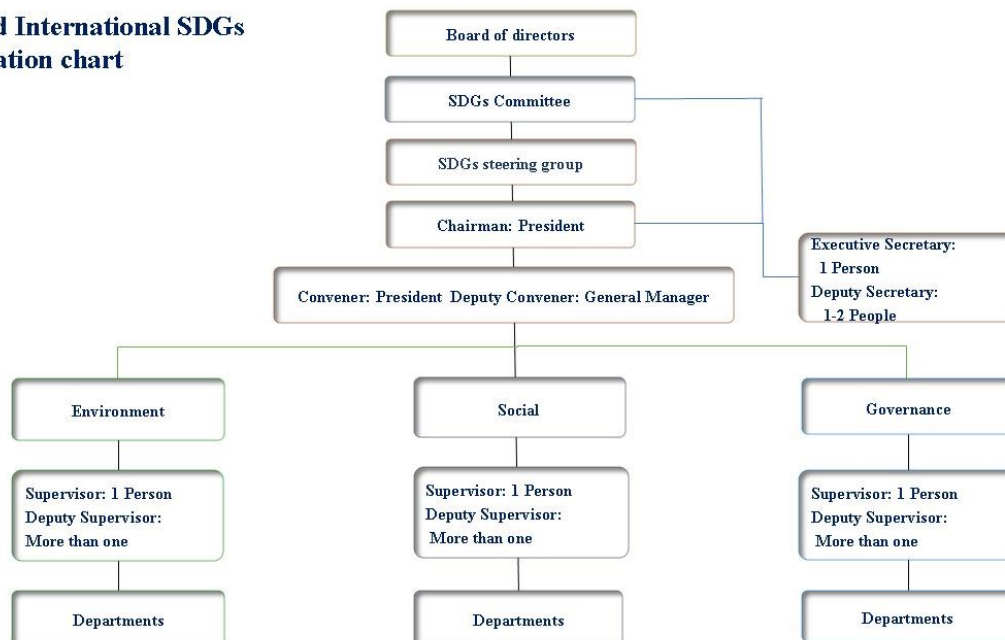 d International SDGs
ation chart
Board of directors
SDGs Committee
SDGs steering group
Chairman: President
Convener: President Deputy Convener: General Manager
Executive Secretary:
1 Person
Deputy Secretary:
1-2 People
Environment
Social
Governance
Supervisor: 1 Person
Deputy Supervisor:
More than one
Supervisor: 1 Person
Deputy Supervisor:
More than one
Supervisor: 1 Person
Deputy Supervisor:
More than one
Departments
Departments
Departments